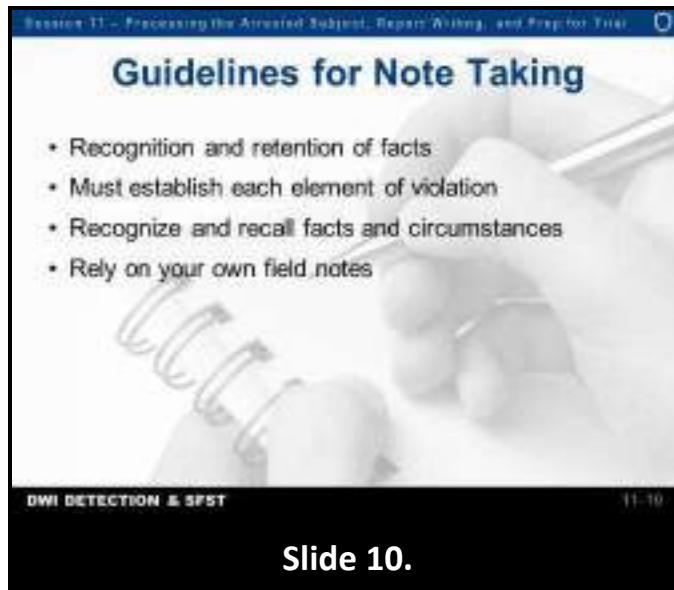 Session 11 – Processing the Arrested Subject, Report Writing, and Prep for Trial
Guidelines for Note Taking
• Recognition and retention of facts
• Must establish each element of violation
• Recognize and recall facts and circumstances
• Rely on your own field notes
DWI DETECTION & SFST
11-10
Slide 10.